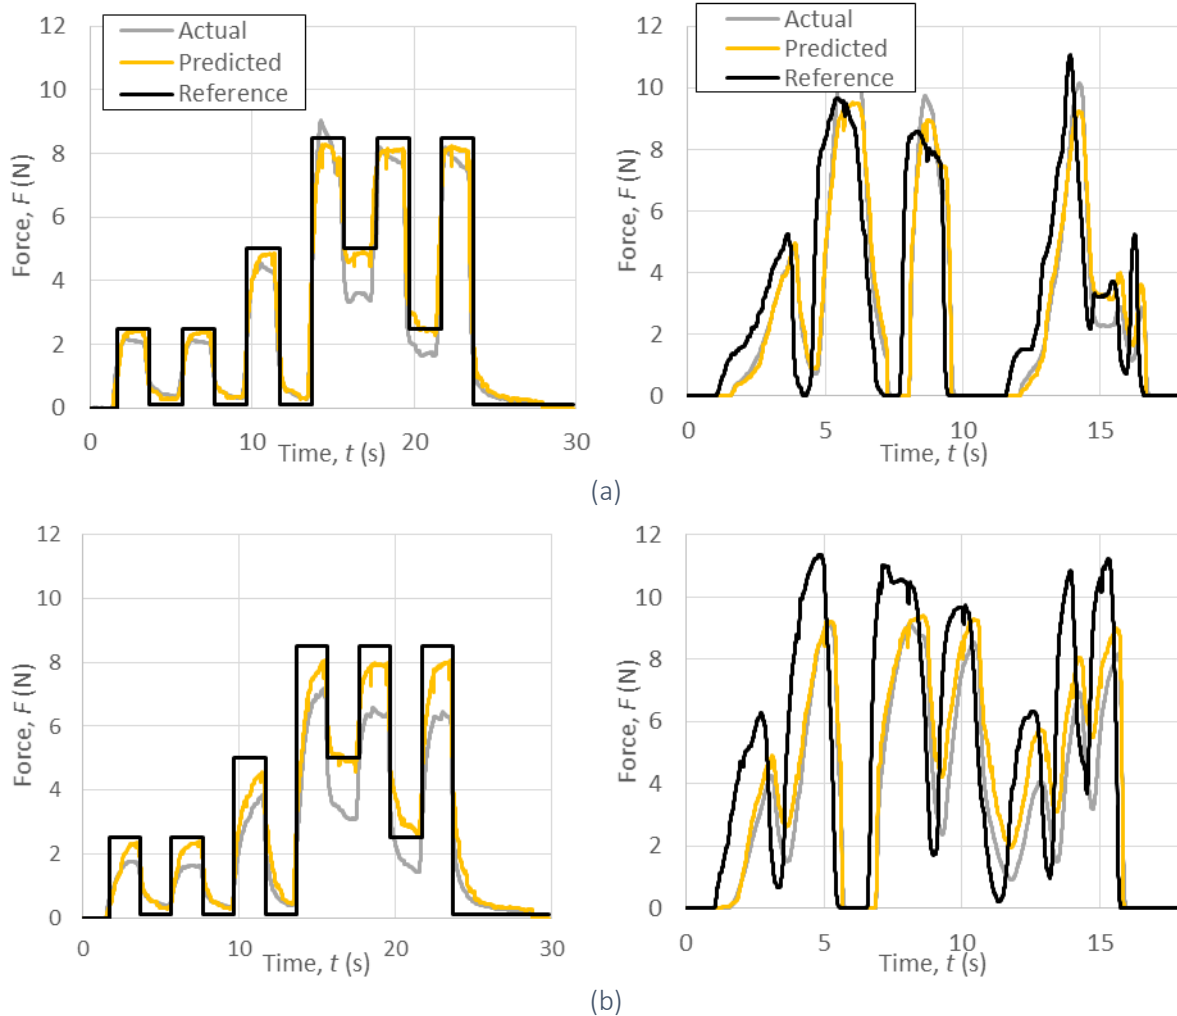 12
10
8
6
4
2
0
Force, F (N)
Actual
Predicted
Reference
0
10
20
30
Time, t (s)
12
10
8
6
4
2
0
Force, F (N)
Actual
Predicted
Reference
0
5
10
15
Time, t (s)
(a)
12
10
8
6
4
2
0
Force, F (N)
0
10
20
30
Time, t (s)
12
10
8
6
4
2
0
Force, F (N)
0
5
10
15
Time, t (s)
(b)